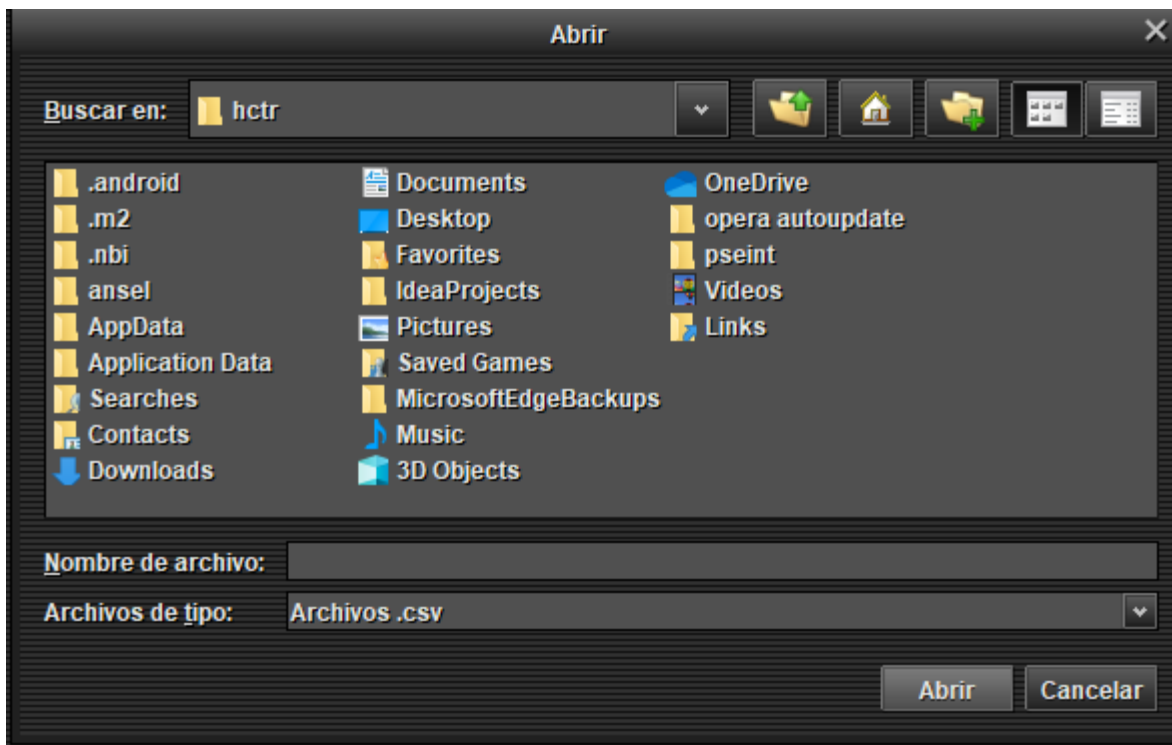 Abrir
Buscar en: hctr
.android
.m2
.nbi
ansel
AppData
Application Data
Searches
Contacts
Downloads
Documents
Desktop
Favorites
IdeaProjects
Pictures
Saved Games
MicrosoftEdgeBackups
Music
3D Objects
OneDrive
opera autoupdate
pseint
Videos
Links
Nombre de archivo:
Archivos de tipo: Archivos .csv
Abrir Cancelar